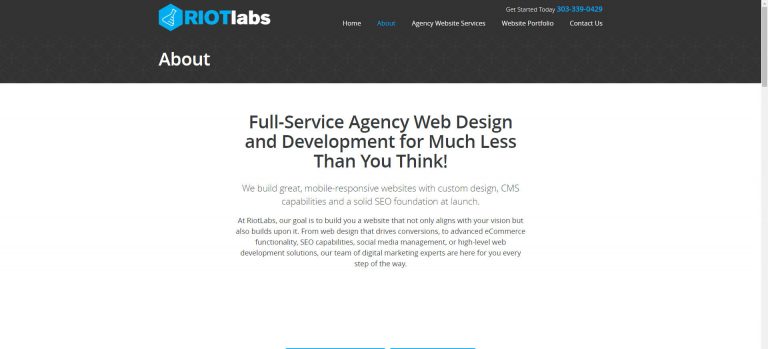 RIOTlabs
Get Started Today 303-339-0429
Home About Agency Website Services Website Portfolio Contact Us
About
Full-Service Agency Web Design
and Development for Much Less
Than You Think!
We build great, mobile-responsive websites with custom design, CMS
capabilities and a solid SEO foundation at launch.
At RiotLabs, our goal is to build you a website that not only aligns with your vision but
also builds upon it. From web design that drives conversions, to advanced eCommerce
functionality, SEO capabilities, social media management, or high-level web
development solutions, our team of digital marketing experts are here for you every
step of the way.